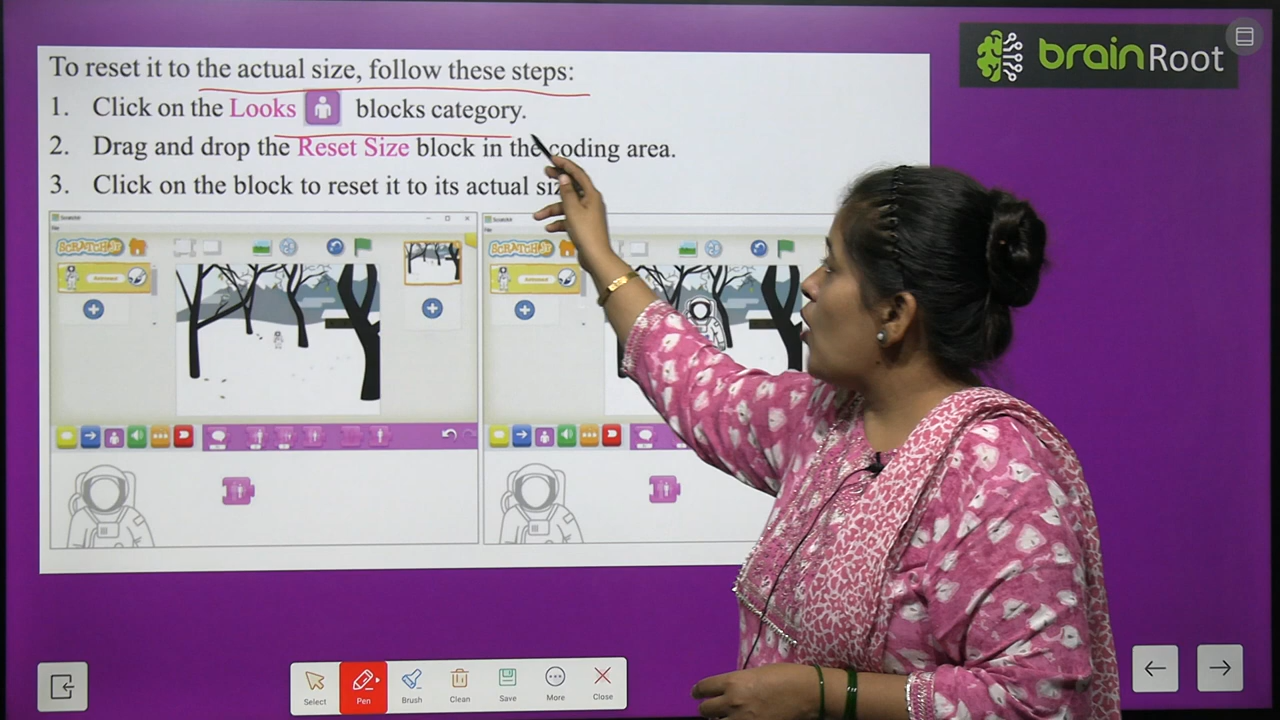 brainRoot
To reset it to the actual size, follow these steps:
1. Click on the Looks blocks category.
2. Drag and drop the Reset Size block in the coding area.
3. Click on the block to reset it to its actual
SCRATCHJr
SCRATCHJr
Select Pen Brush Clean Save More Close